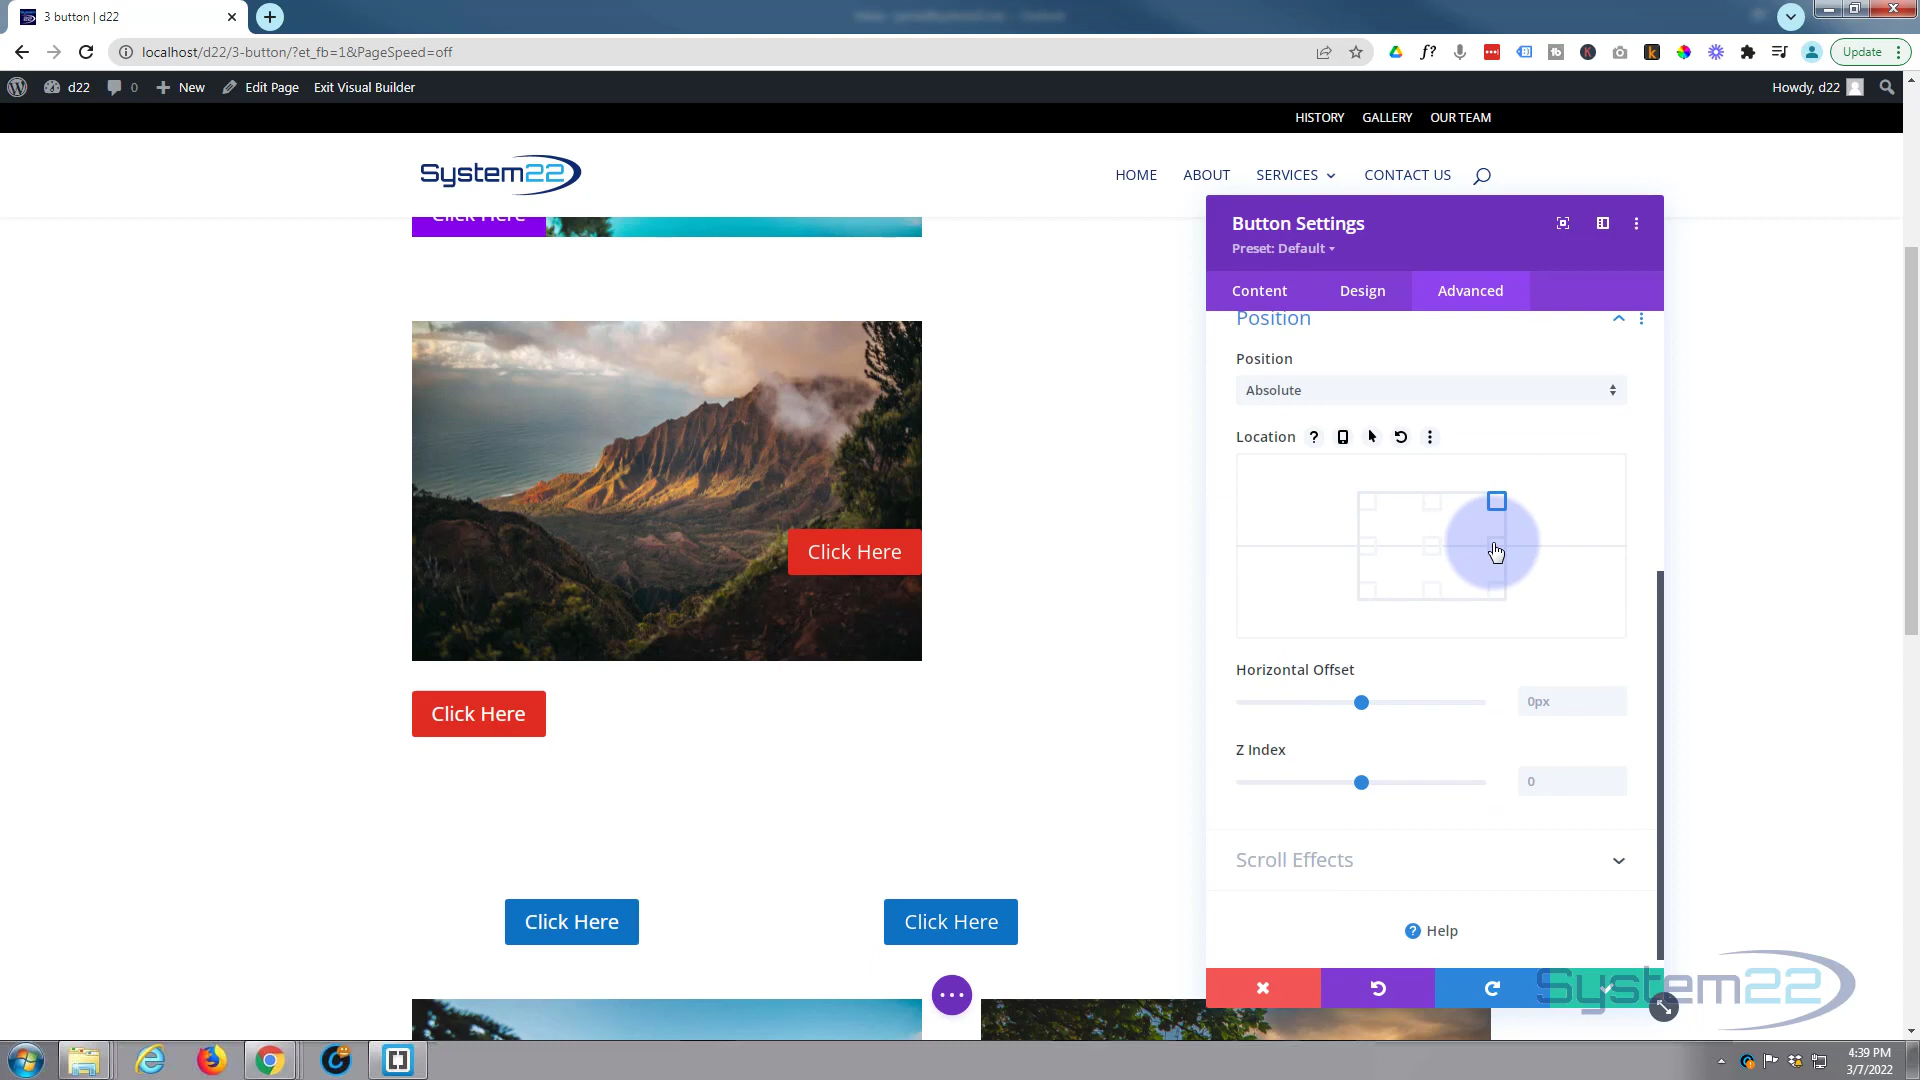 3 button | d22
localhost/d22/3-button/?et_fb=1&PageSpeed=off
Update
d22
0
New
Edit Page
Exit Visual Builder
Howdy, d22
HISTORY
GALLERY
OUR TEAM
System22
HOME
ABOUT
SERVICES
CONTACT US
Click Here
Button Settings
Preset: Default
Content
Design
Advanced
Position
Position
Absolute
Location
Click Here
Click Here
Horizontal Offset
0px
Z Index
0
Scroll Effects
Click Here
Click Here
Help
System22
4:39 PM
3/7/2022